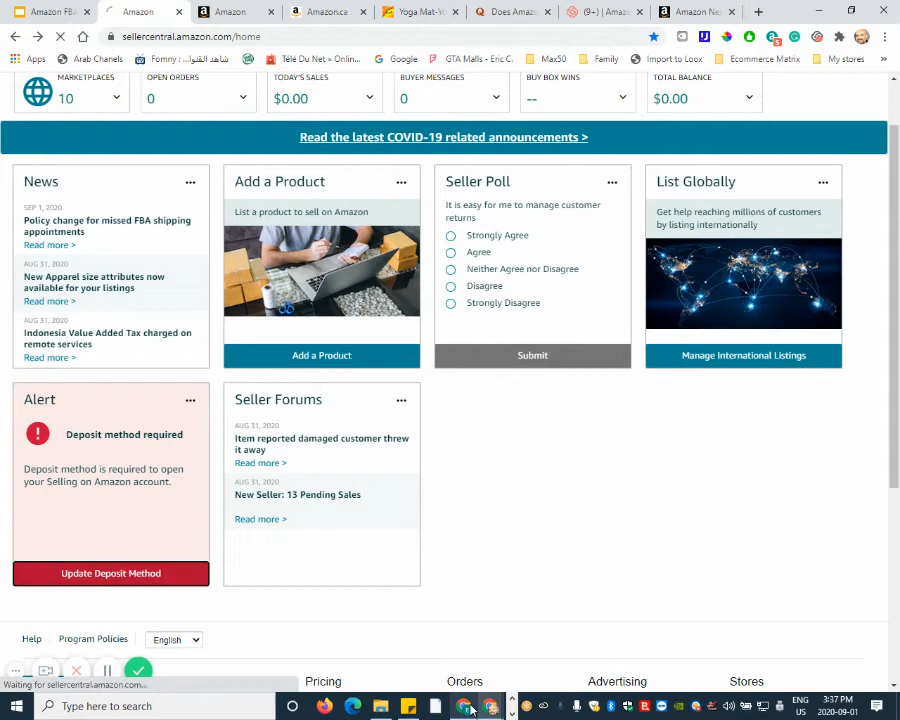 Amazon FBA
Amazon
Amazon
Amazon.ca
Yoga Mat-Yo
Does Amazo
(9+) | Amazo
Amazon Ne
sellercentral.amazon.com/home
Apps
Arab Chanels
Fomny : شاهد القنوا...
Télé Du Net » Onlin...
Google
GTA Malls - Eric C.
Max50
Family
Import to Loox
Ecommerce Matrix
My stores
»
MARKETPLACES
OPEN ORDERS
TODAY'S SALES
BUYER MESSAGES
BUY BOX WINS
TOTAL BALANCE
10
0
$0.00
0
--
$0.00
Read the latest COVID-19 related announcements >
News
SEP 1, 2020
Policy change for missed FBA shipping
appointments
Read more >
AUG 31, 2020
New Apparel size attributes now
available for your listings
Read more >
AUG 31, 2020
Indonesia Value Added Tax charged on
remote services
Read more >
Add a Product
List a product to sell on Amazon
Add a Product
Seller Poll
It is easy for me to manage customer
returns
Strongly Agree
Agree
Neither Agree nor Disagree
Disagree
Strongly Disagree
Submit
List Globally
Get help reaching millions of customers
by listing internationally
Manage International Listings
Alert
Deposit method required
Deposit method is required to open
your Selling on Amazon account.
Update Deposit Method
Seller Forums
AUG 31, 2020
Item reported damaged customer threw
it away
Read more >
AUG 31, 2020
New Seller: 13 Pending Sales
Read more >
Help
Program Policies
English
Pricing
Orders
Advertising
Stores
Waiting for sellercentral.amazon.com...
Type here to search
ENG
US
3:37 PM
2020-09-01